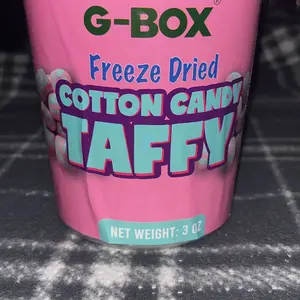 G-BOX
Freeze Dried
COTTON CANDY
TAFFY
NET WEIGHT: 3 OZ